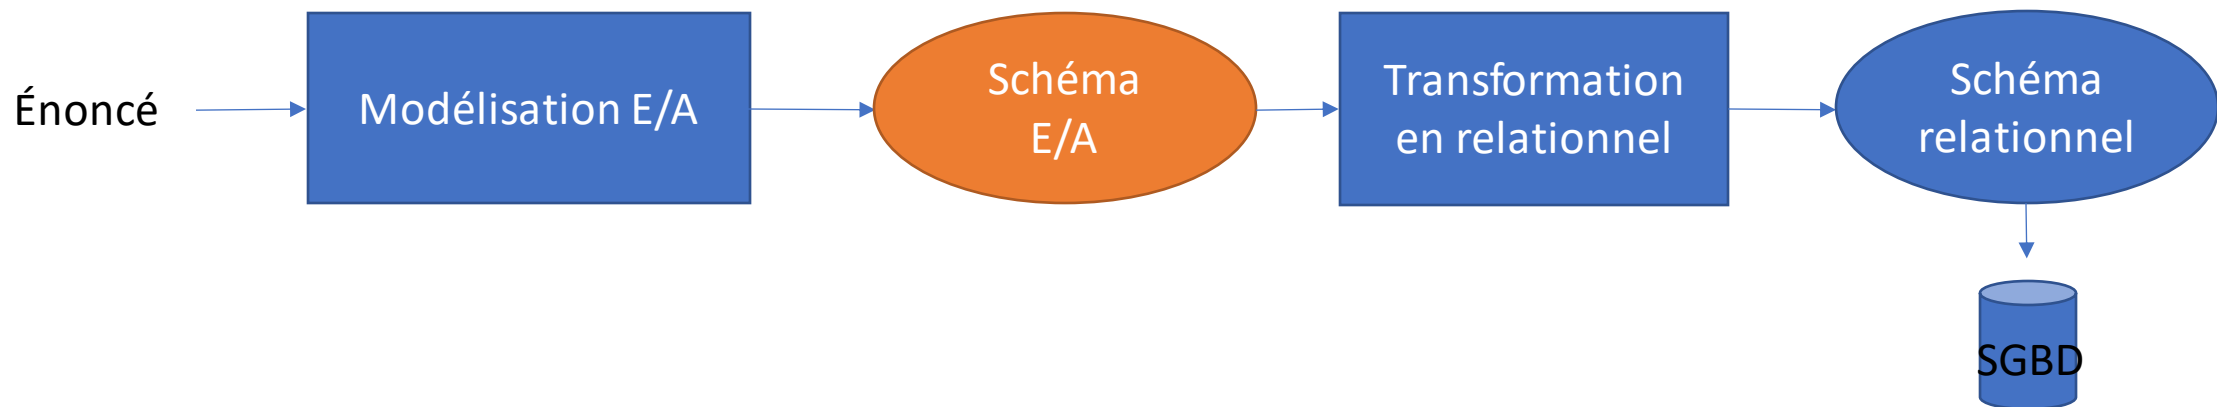 Énoncé
Modélisation E/A
Schéma
E/A
Transformation
en relationnel
Schéma
relationnel
SGBD